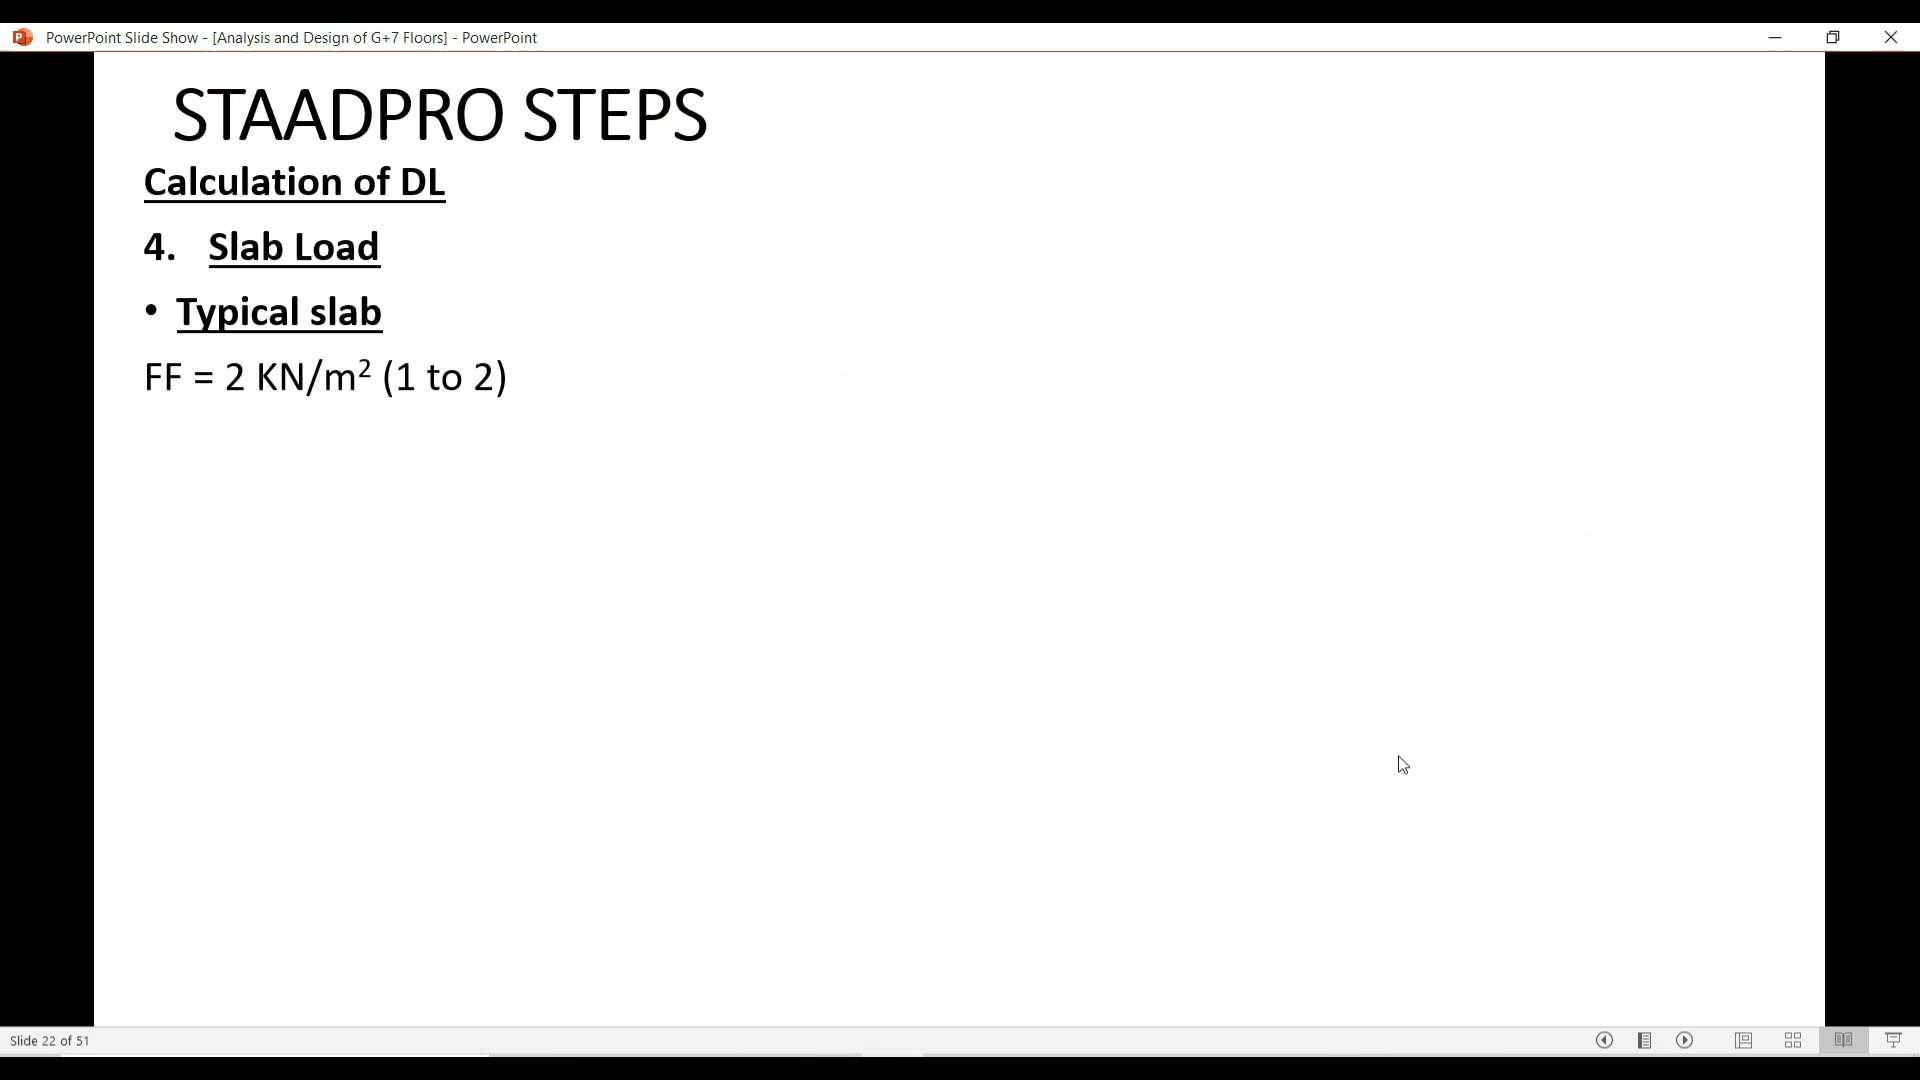 PowerPoint Slide Show - [Analysis and Design of G+7 Floors] - PowerPoint
STAADPRO STEPS
Calculation of DL
4. Slab Load
• Typical slab
FF = 2 KN/m² (1 to 2)
Slide 22 of 51